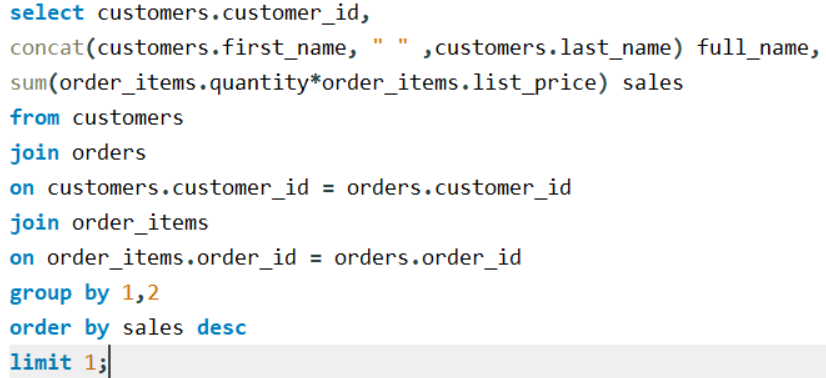 select customers.customer_id,
concat(customers.first_name, " " ,customers.last_name) full_name,
sum(order_items.quantity*order_items.list_price) sales
from customers
join orders
on customers.customer_id = orders.customer_id
join order_items
on order_items.order_id = orders.order_id
group by 1,2
order by sales desc
limit 1;